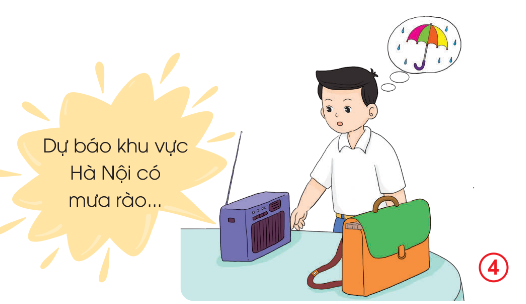 Dự báo khu vực
Hà Nội có
mưa rào...
4